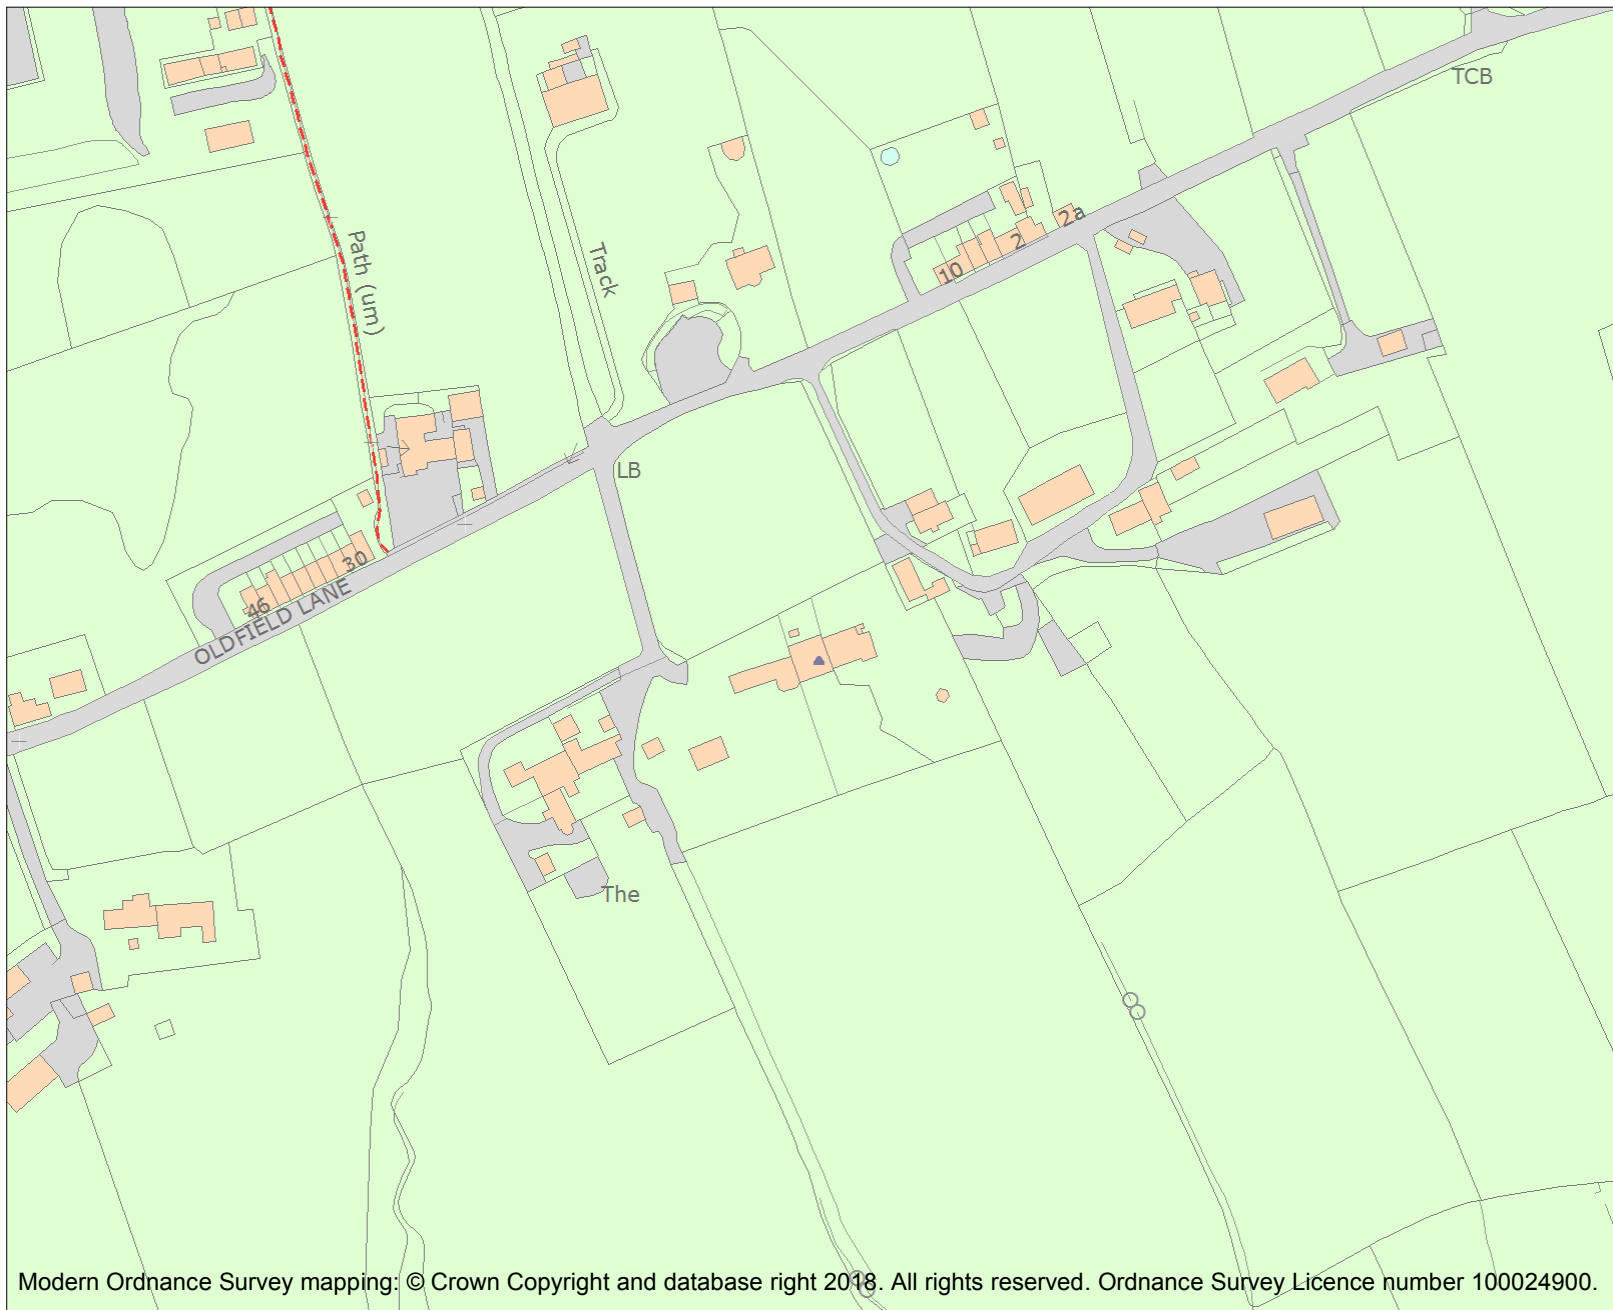 TCB
Path (um)
Track
2a
2
10
LB
30
46
OLDFIELD LANE
The
Modern Ordnance Survey mapping: © Crown Copyright and database right 2018. All rights reserved. Ordnance Survey Licence number 100024900.